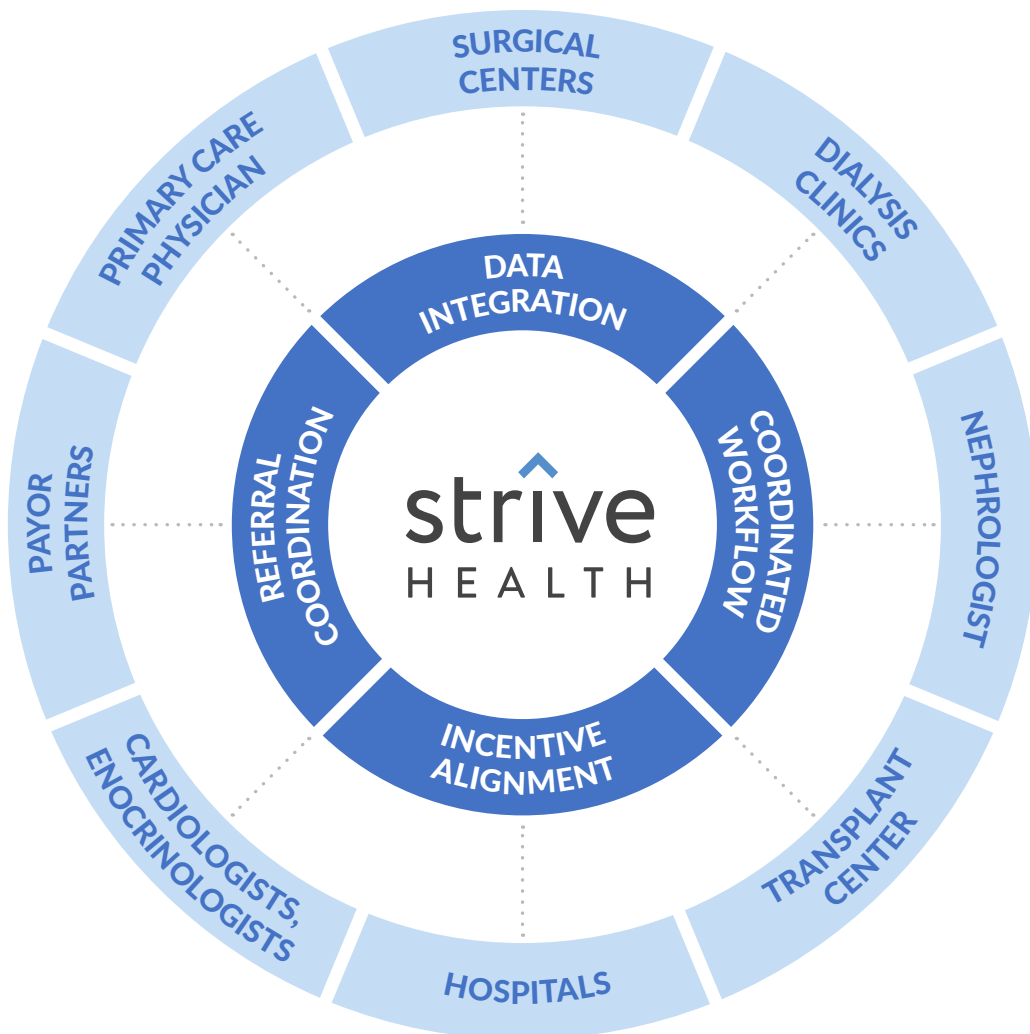 SURGICAL
CENTERS
DIALYSIS
CLINICS
NEPHROLOGIST
TRANSPLANT
CENTER
HOSPITALS
CARDIOLOGISTS,
ENOCRINOLOGISTS
PAYOR
PARTNERS
PRIMARY CARE
PHYSICIAN
DATA
INTEGRATION
COORDINATED
WORKFLOW
INCENTIVE
ALIGNMENT
REFERRAL
COORDINATION
strive
HEALTH